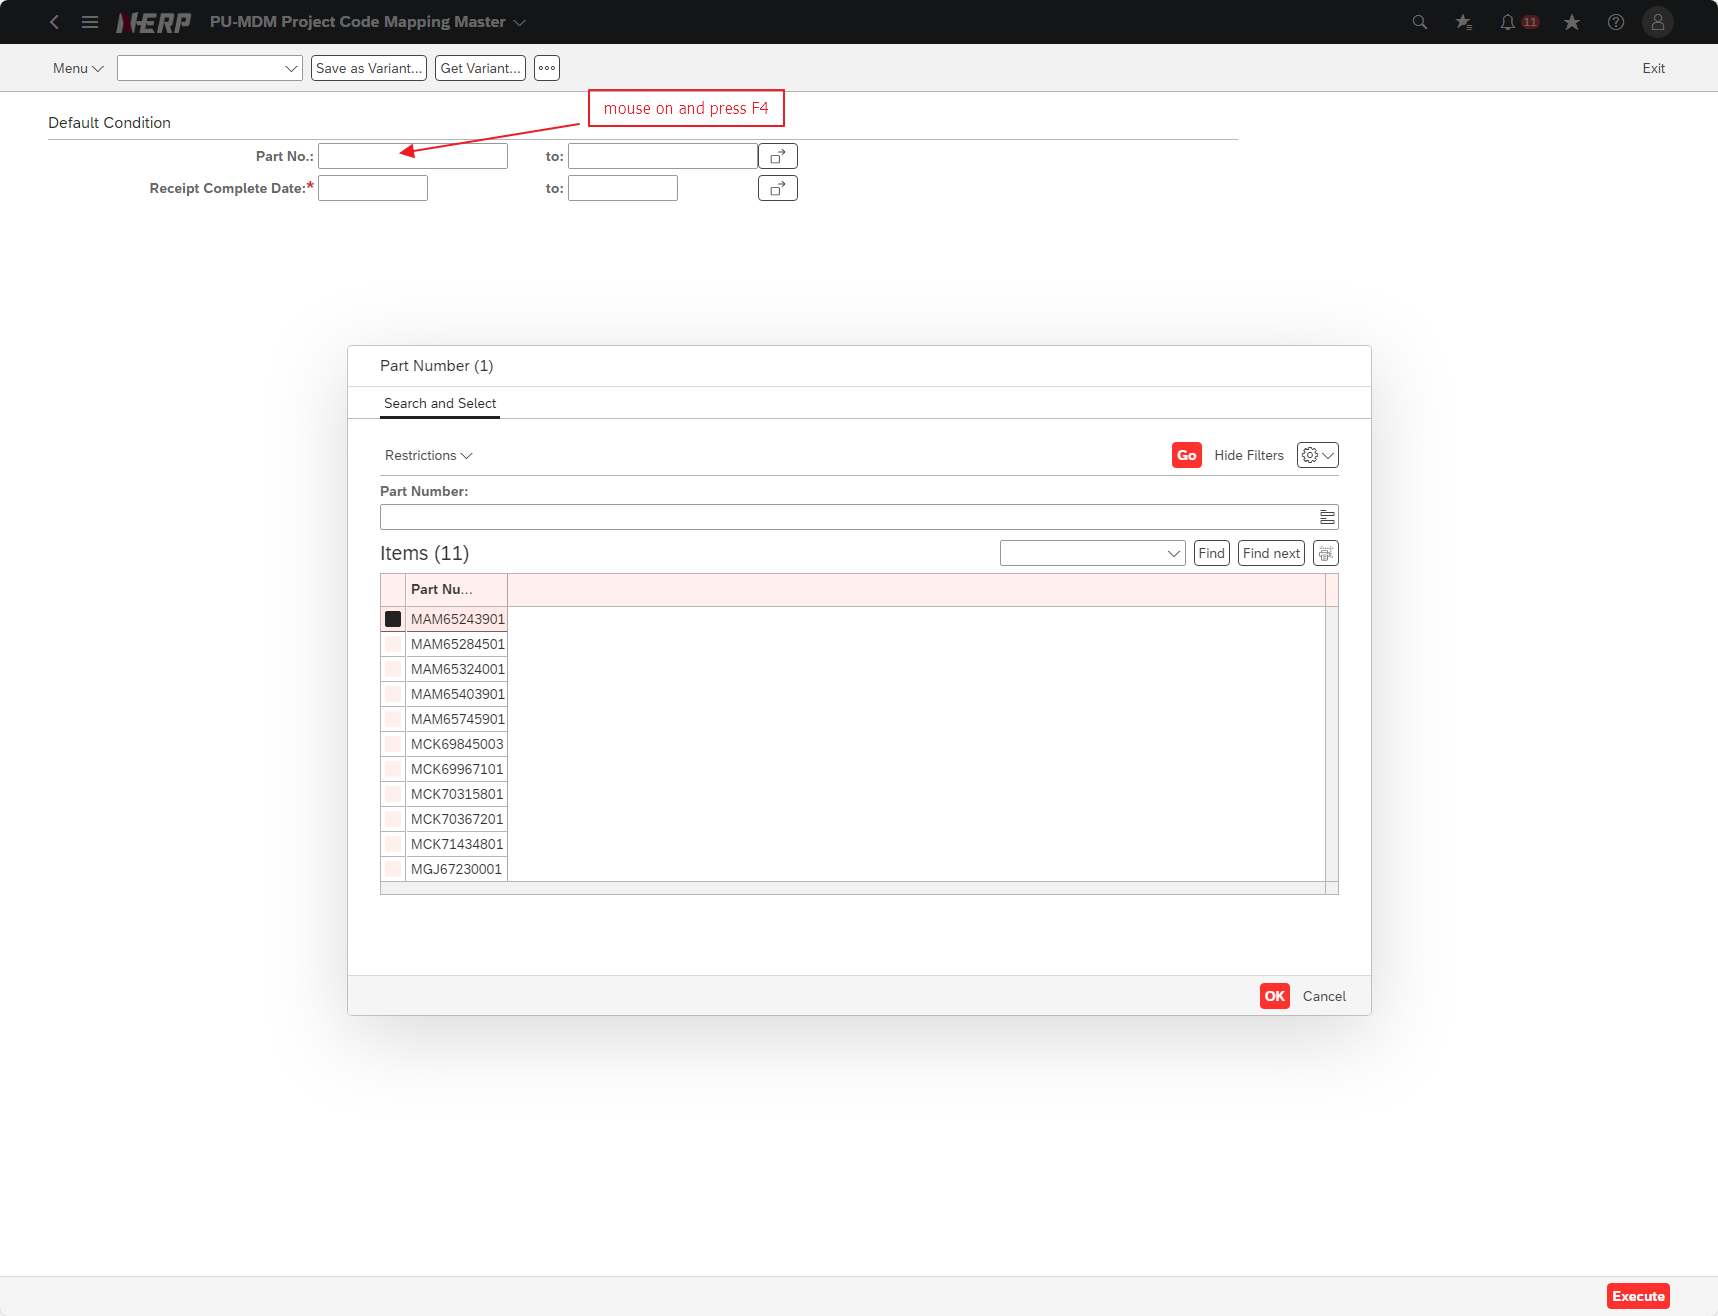 HERP PU-MDM Project Code Mapping Master 11
Menu Save as Variant... Get Variant... Exit
mouse on and press F4
Default Condition
Part No.: to:
Receipt Complete Date:* to:
Part Number (1)
Search and Select
Restrictions Go Hide Filters
Part Number:
Items (11) Find Find next
Part Nu...
MAM65243901
MAM65284501
MAM65324001
MAM65403901
MAM65745901
MCK69845003
MCK69967101
MCK70315801
MCK70367201
MCK71434801
MGJ67230001
OK Cancel
Execute